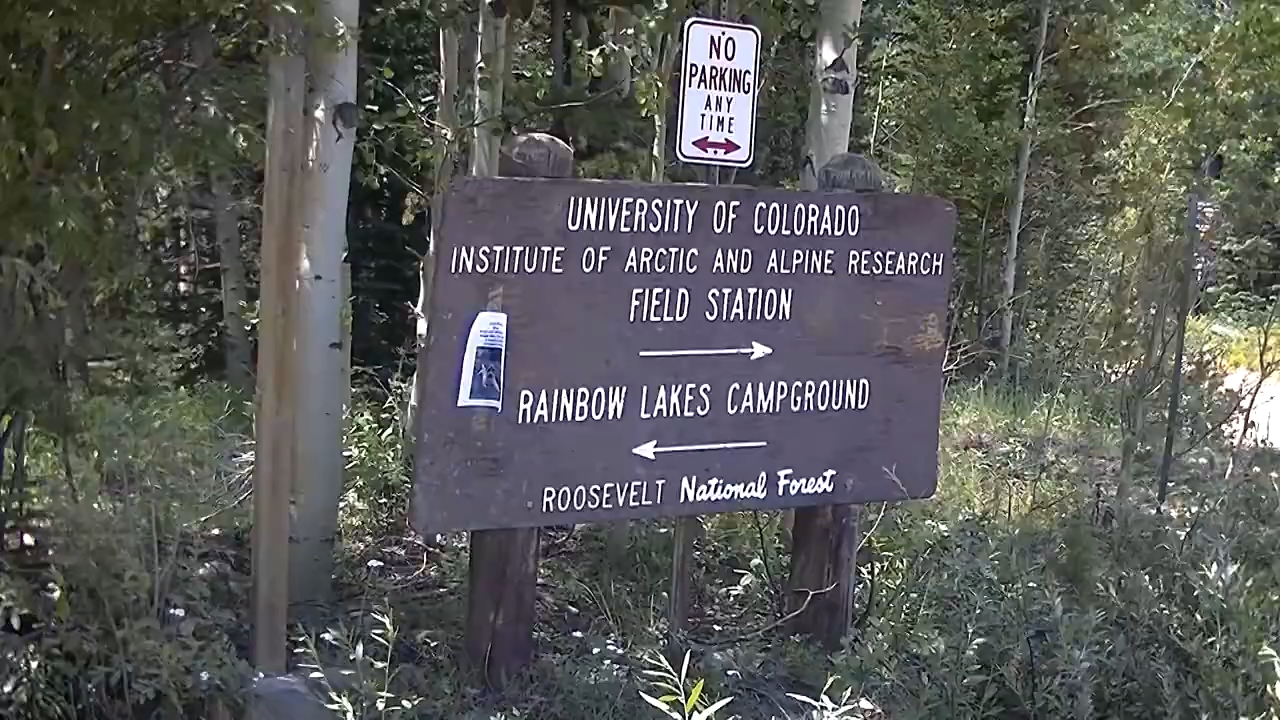 NO
PARKING
ANY
TIME
UNIVERSITY OF COLORADO
INSTITUTE OF ARCTIC AND ALPINE RESEARCH
FIELD STATION
RAINBOW LAKES CAMPGROUND
ROOSEVELT National Forest